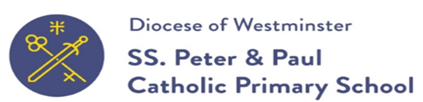 Diocese of Westminster
SS. Peter & Paul
Catholic Primary School